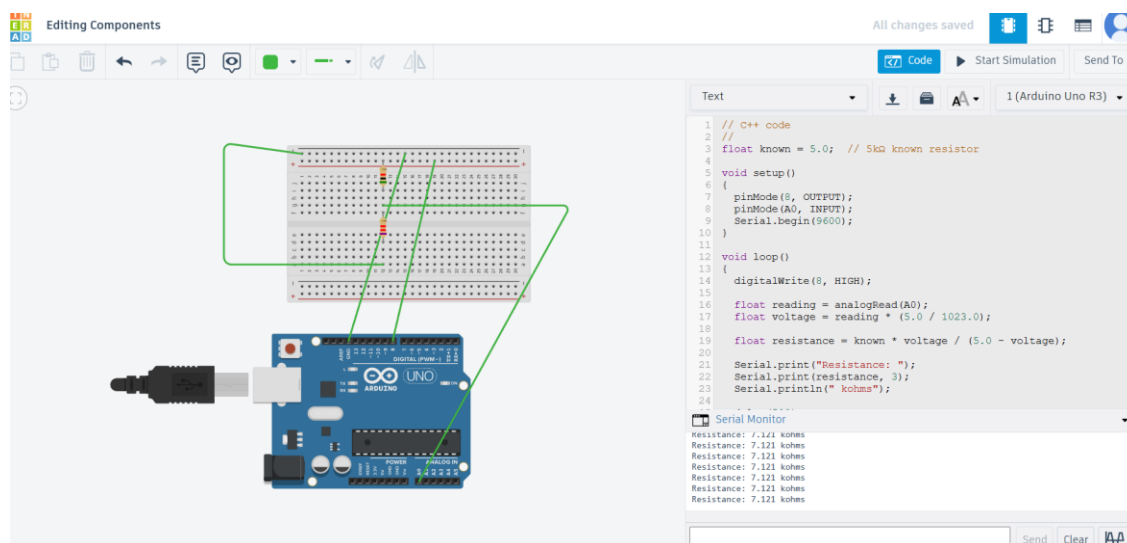 TIN
KER
CAD
Editing Components
All changes saved
Code
Start Simulation
Send To
Text
1 (Arduino Uno R3)
1 // C++ code
2 //
3 float known = 5.0; // 5kΩ known resistor
4
5 void setup()
6 {
7 pinMode(8, OUTPUT);
8 pinMode(A0, INPUT);
9 Serial.begin(9600);
10 }
11
12 void loop()
13 {
14 digitalWrite(8, HIGH);
15
16 float reading = analogRead(A0);
17 float voltage = reading * (5.0 / 1023.0);
18
19 float resistance = known * voltage / (5.0 - voltage);
20
21 Serial.print("Resistance: ");
22 Serial.print(resistance, 3);
23 Serial.println(" kohms");
24
DIGITAL (PWM~)
UNO
ARDUINO
ON
POWER
ANALOG IN
Serial Monitor
Resistance: 7.121 kohms
Resistance: 7.121 kohms
Resistance: 7.121 kohms
Resistance: 7.121 kohms
Resistance: 7.121 kohms
Resistance: 7.121 kohms
Resistance: 7.121 kohms
Send
Clear